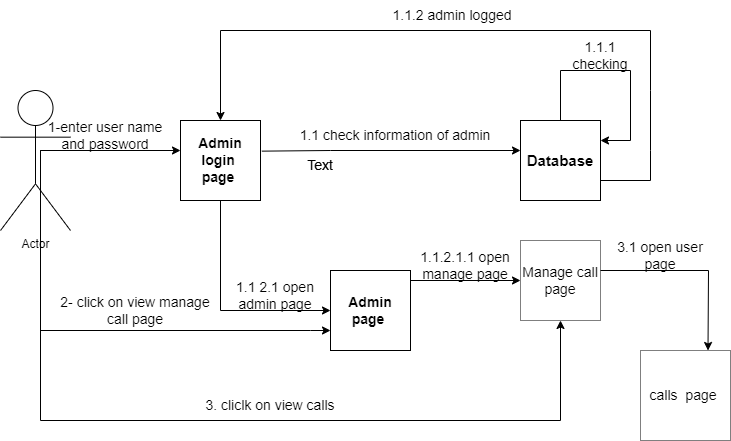 1.1.2 admin logged
1.1.1
checking
1-enter user name
and password
Admin
login
page
1.1 check information of admin
Text
Database
Actor
1.1.2.1.1 open
manage page
Manage call
page
3.1 open user
page
1.1 2.1 open
admin page
2- click on view manage
call page
Admin
page
3. cliclk on view calls
calls  page